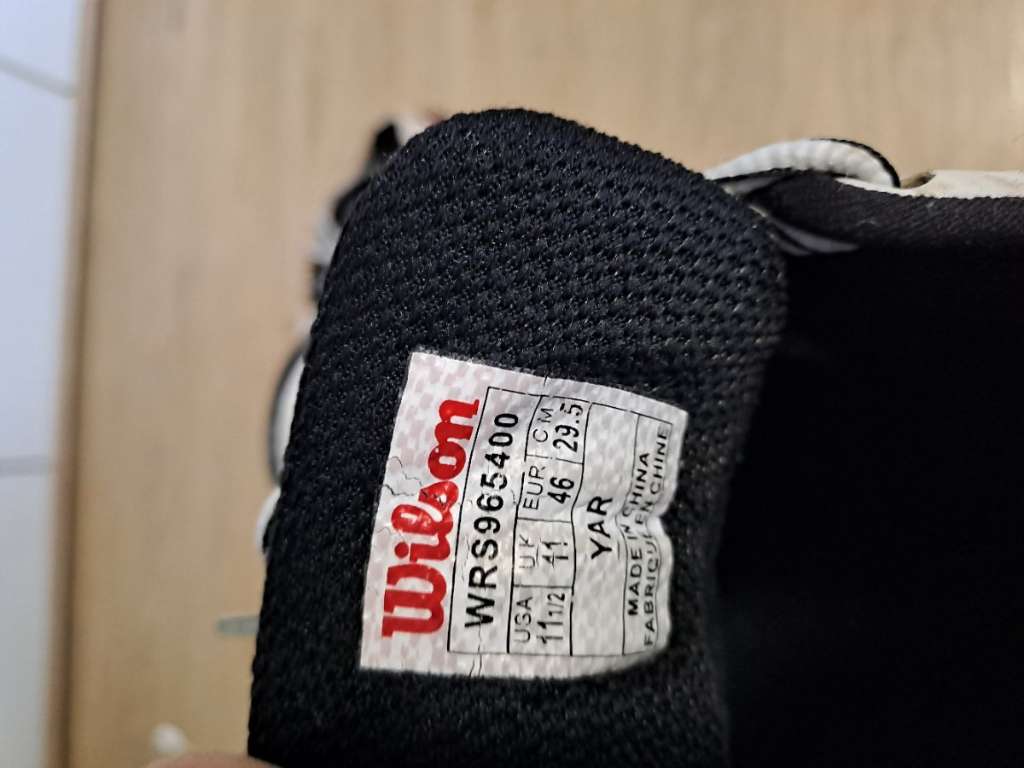 Wilson
WRS965400
USA UK EUR CM
11 1/2 11 46 29.5
YAR
MADE IN CHINA
FABRIQUÉ EN CHINE